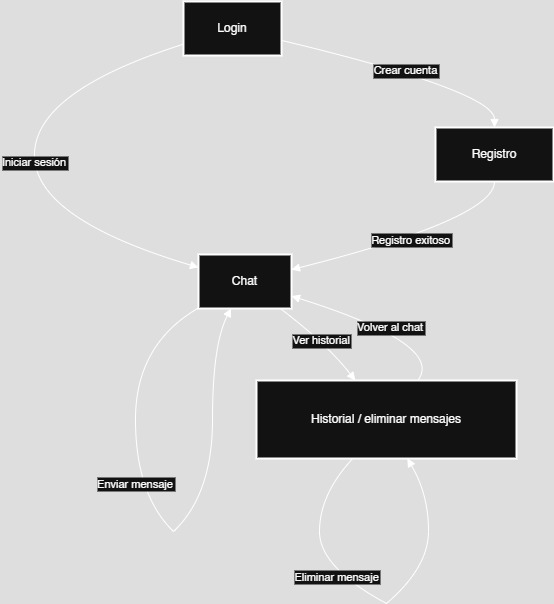 Login
Crear cuenta
Registro
Iniciar sesión
Registro exitoso
Chat
Volver al chat
Ver historial
Historial / eliminar mensajes
Enviar mensaje
Eliminar mensaje